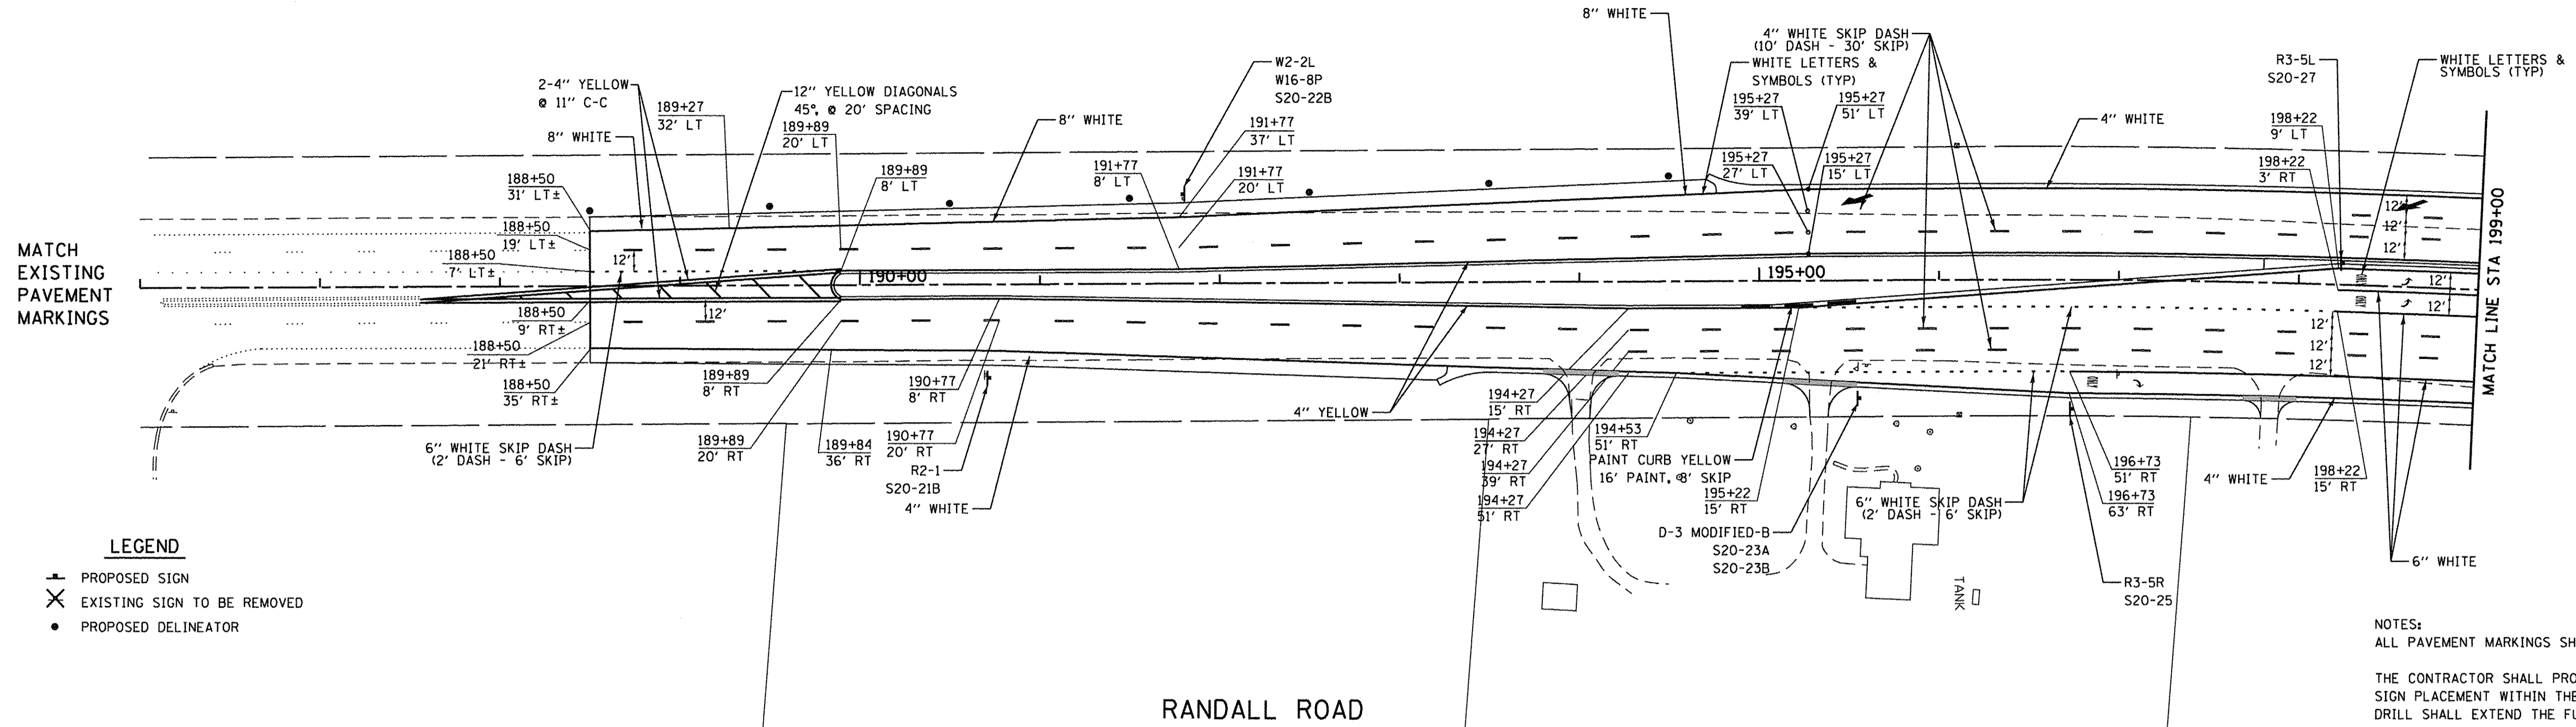 8" WHITE
4" WHITE SKIP DASH
(10' DASH - 30' SKIP)
WHITE LETTERS &
SYMBOLS (TYP)
R3-5L
S20-27
WHITE LETTERS &
SYMBOLS (TYP)
W2-2L
W16-8P
S20-22B
2-4" YELLOW
@ 11" C-C
12" YELLOW DIAGONALS
45°, @ 20' SPACING
8" WHITE
189+27
32' LT
189+89
20' LT
8" WHITE
191+77
37' LT
195+27
39' LT
195+27
51' LT
4" WHITE
198+22
9' LT
198+22
3' RT
188+50
31' LT±
189+89
8' LT
191+77
8' LT
191+77
20' LT
195+27
27' LT
195+27
15' LT
188+50
19' LT±
188+50
7' LT±
12'
12'
12'
12'
MATCH
EXISTING
PAVEMENT
MARKINGS
190+00
195+00
ONLY
ONLY
12'
12'
MATCH LINE STA 199+00
188+50
9' RT±
12'
188+50
21' RT±
188+50
35' RT±
189+89
8' RT
190+77
8' RT
4" YELLOW
194+27
15' RT
12'
12'
12'
ONLY
6" WHITE SKIP DASH
(2' DASH - 6' SKIP)
189+89
20' RT
189+84
36' RT
190+77
20' RT
R2-1
S20-21B
4" WHITE
194+27
27' RT
194+53
51' RT
194+27
39' RT
194+27
51' RT
PAINT CURB YELLOW
16' PAINT, 8' SKIP
195+22
15' RT
6" WHITE SKIP DASH
(2' DASH - 6' SKIP)
196+73
51' RT
196+73
63' RT
4" WHITE
198+22
15' RT
D-3 MODIFIED-B
S20-23A
S20-23B
6" WHITE
R3-5R
S20-25
TANK
LEGEND
PROPOSED SIGN
EXISTING SIGN TO BE REMOVED
PROPOSED DELINEATOR
RANDALL ROAD
NOTES:
ALL PAVEMENT MARKINGS SH
THE CONTRACTOR SHALL PRO
SIGN PLACEMENT WITHIN THE
DRILL SHALL EXTEND THE FU